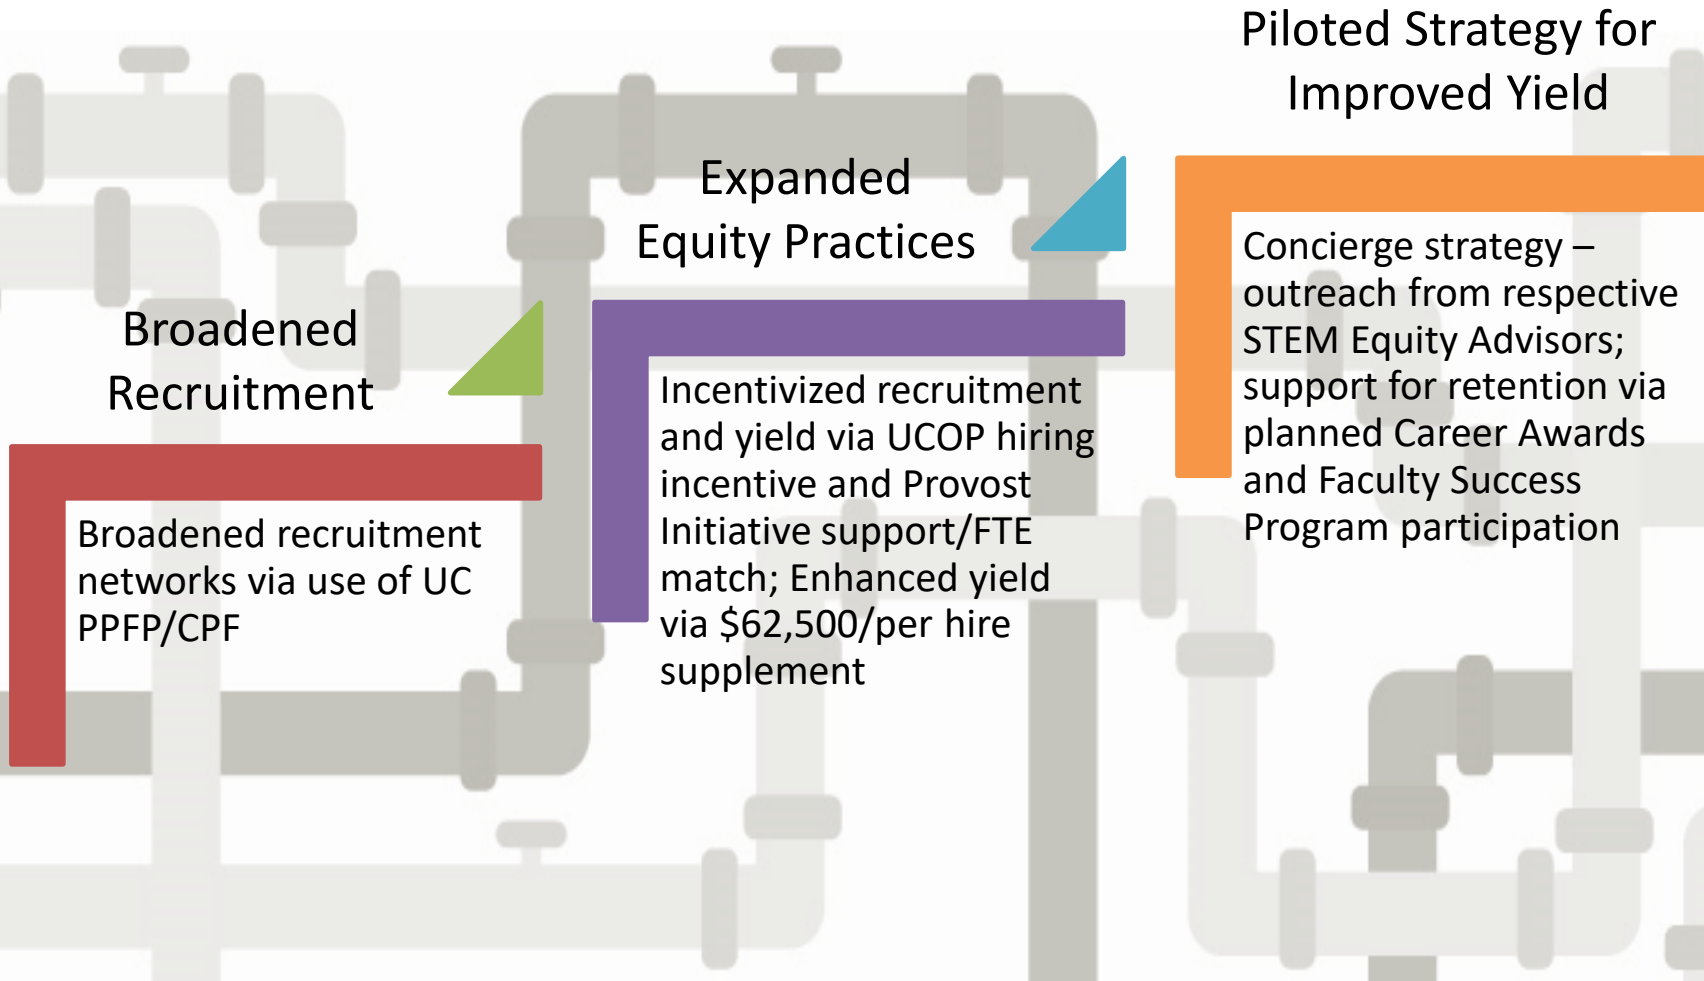 Broadened
Recruitment
Broadened recruitment
networks via use of UC
PPFP/CPF
Expanded
Equity Practices
Incentivized recruitment
and yield via UCOP hiring
incentive and Provost
Initiative support/FTE
match; Enhanced yield
via $62,500/per hire
supplement
Piloted Strategy for
Improved Yield
Concierge strategy –
outreach from respective
STEM Equity Advisors;
support for retention via
planned Career Awards
and Faculty Success
Program participation